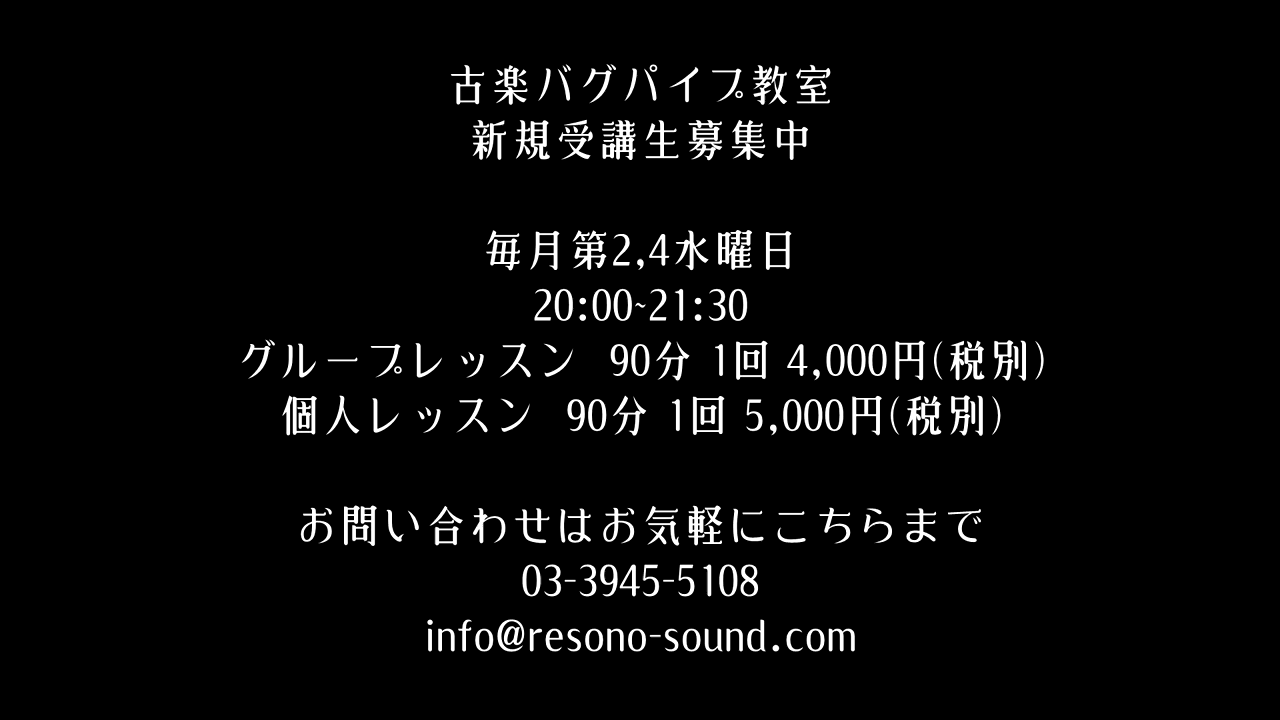 古楽バグパイプ教室
新規受講生募集中
毎月第2,4水曜日
20:00~21:30
グループレッスン 90分 1回 4,000円(税別)
個人レッスン 90分 1回 5,000円(税別)
お問い合わせはお気軽にこちらまで
03-3945-5108
info@resono-sound.com